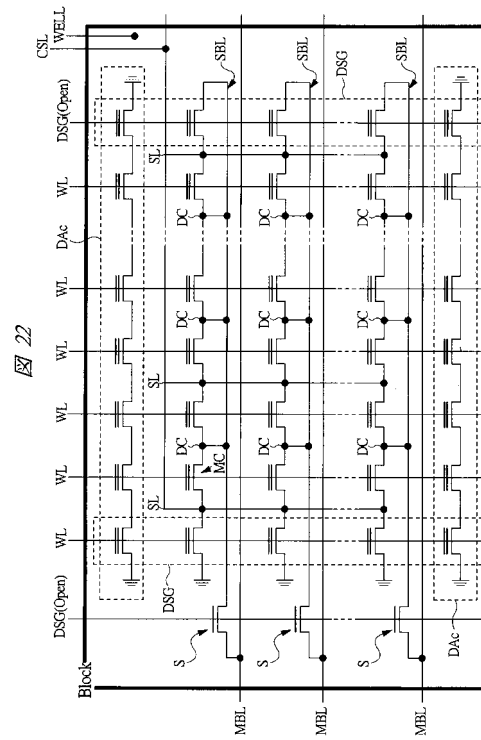 図 22
CSL
WELL
DSG(Open)
WL
DAc
WL
WL
WL
WL
WL
DSG(Open)
Block
SBL
SBL
DSG
SBL
SL
DC
DC
DC
DC
DC
DC
SL
DC
DC
DC
MC
SL
DSG
S
S
S
DAc
MBL
MBL
MBL